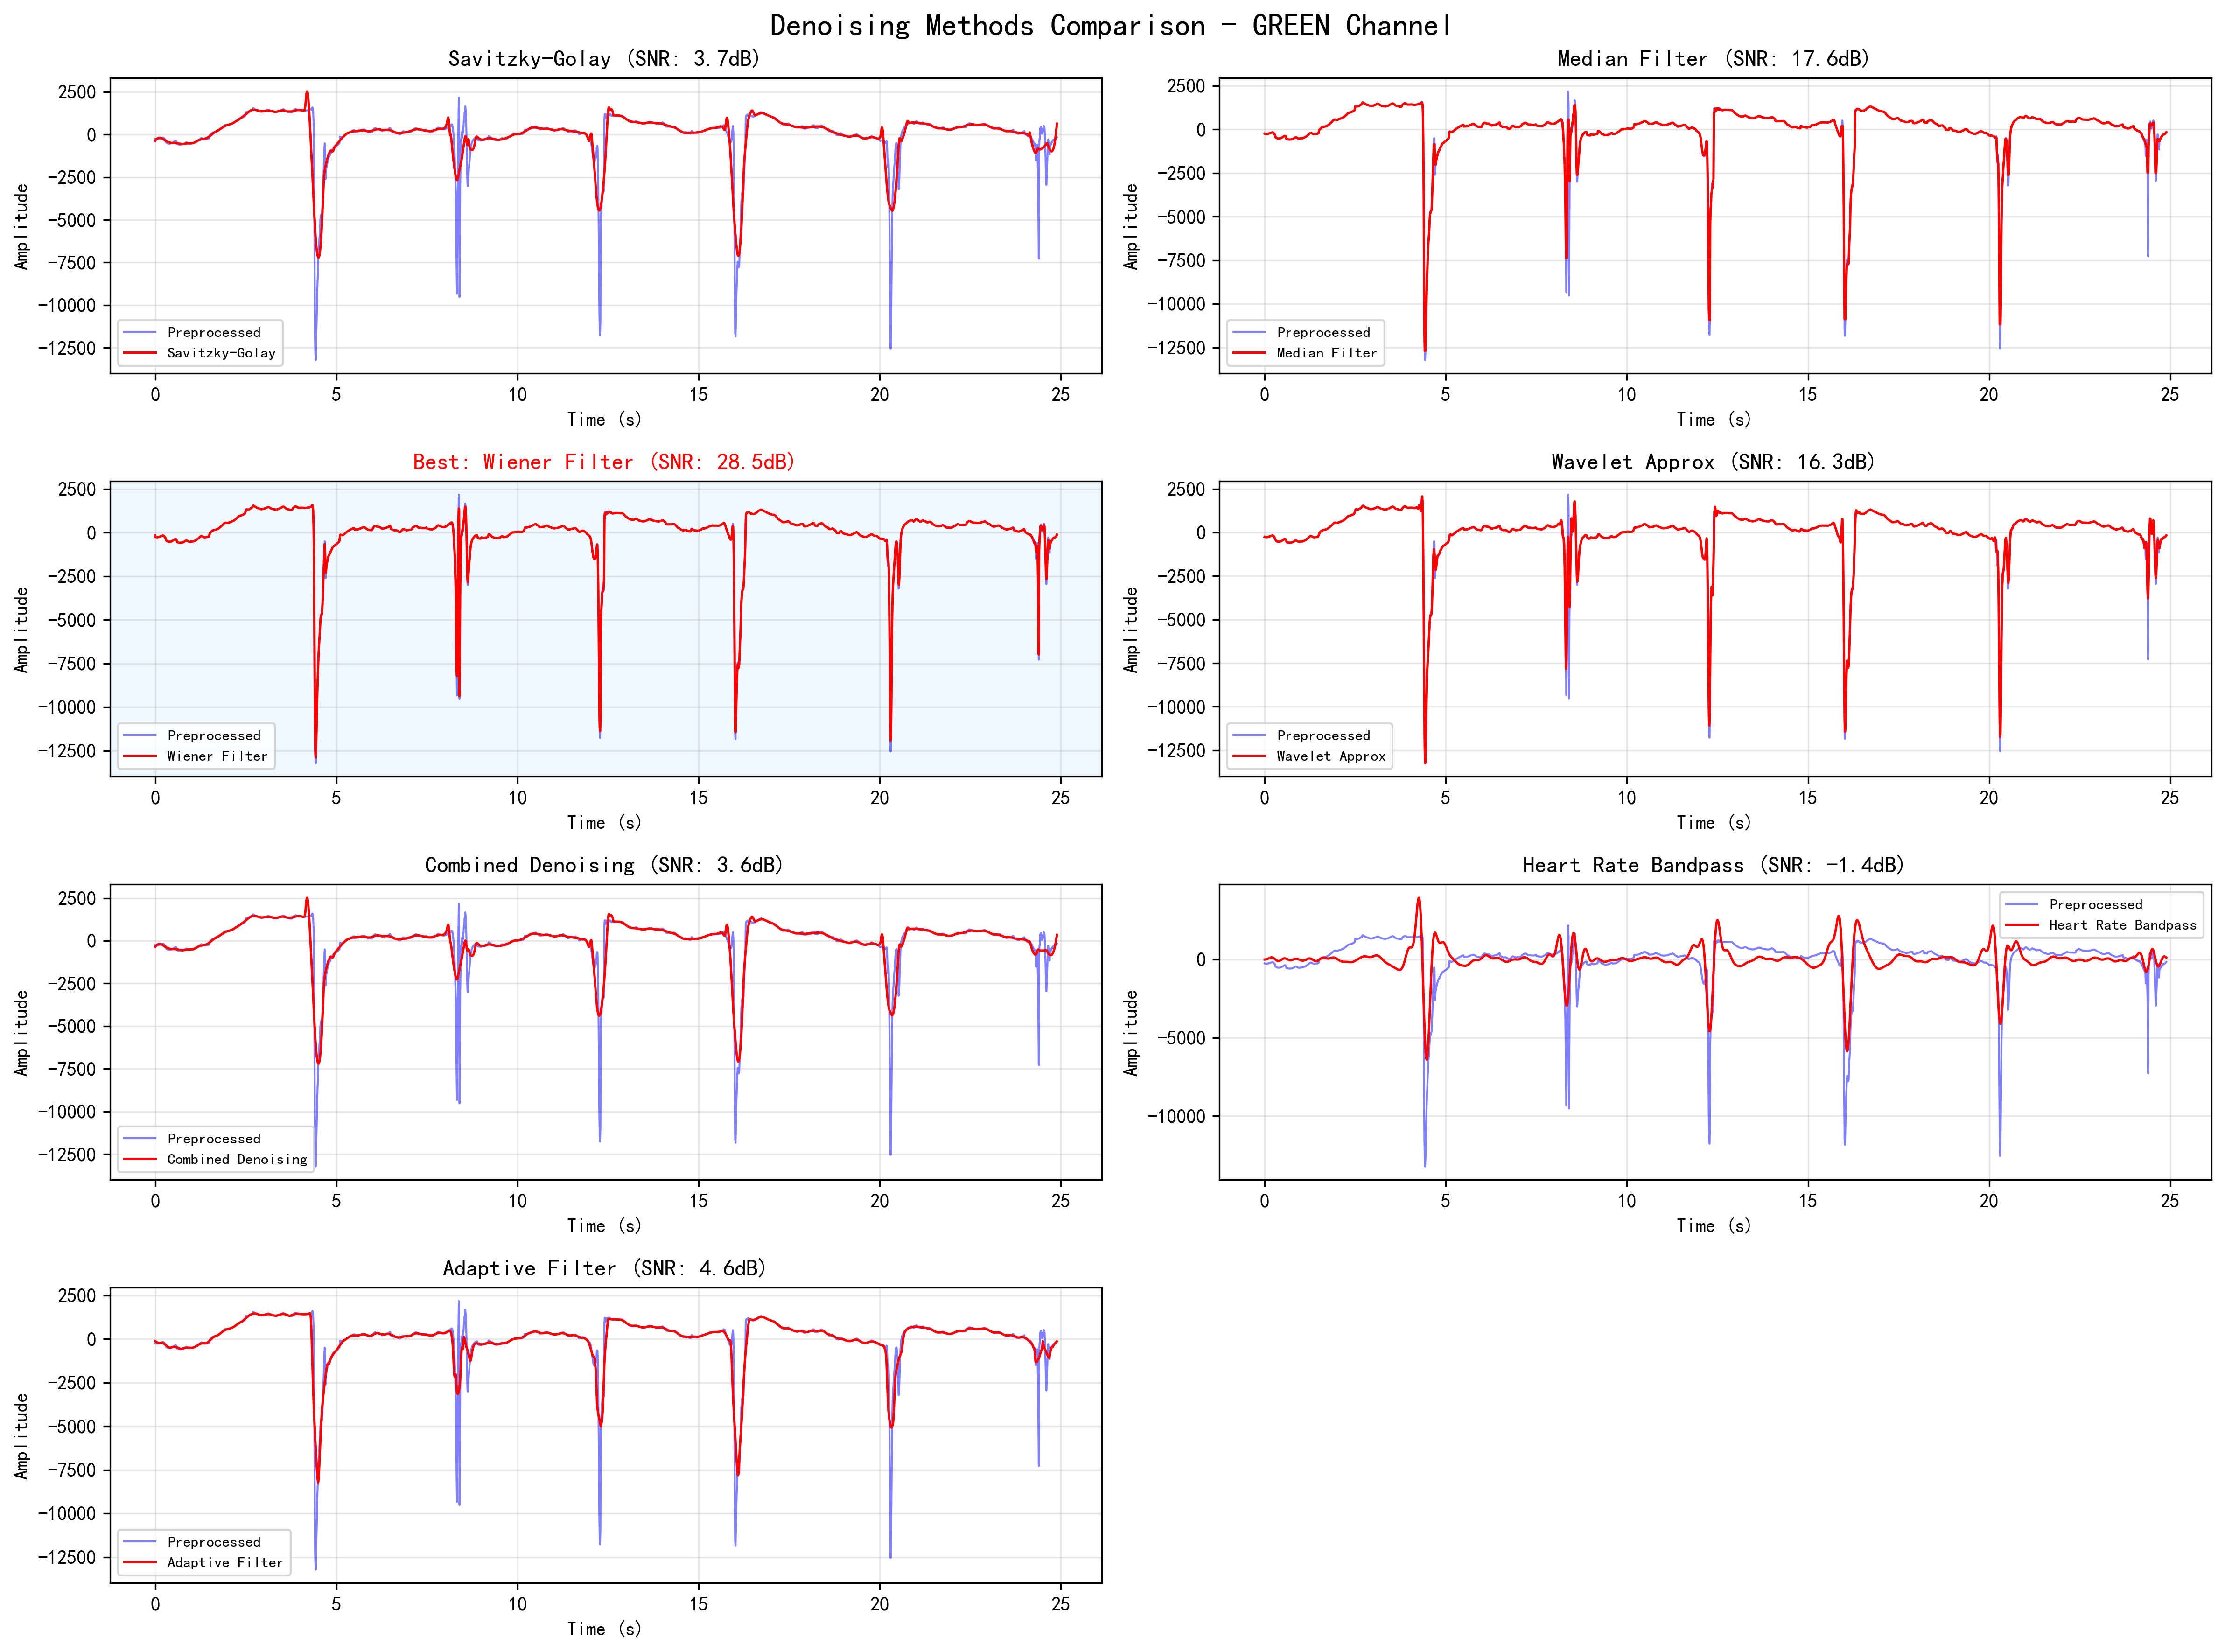 Denoising Methods Comparison - GREEN Channel
Savitzky-Golay (SNR: 3.7dB)
2500
0
-2500
-5000
-7500
-10000
-12500
Amplitude
Preprocessed
Savitzky-Golay
0 5 10 15 20 25
Time (s)
Median Filter (SNR: 17.6dB)
2500
0
-2500
-5000
-7500
-10000
-12500
Amplitude
Preprocessed
Median Filter
0 5 10 15 20 25
Time (s)
Best: Wiener Filter (SNR: 28.5dB)
2500
0
-2500
-5000
-7500
-10000
-12500
Amplitude
Preprocessed
Wiener Filter
0 5 10 15 20 25
Time (s)
Wavelet Approx (SNR: 16.3dB)
2500
0
-2500
-5000
-7500
-10000
-12500
Amplitude
Preprocessed
Wavelet Approx
0 5 10 15 20 25
Time (s)
Combined Denoising (SNR: 3.6dB)
2500
0
-2500
-5000
-7500
-10000
-12500
Amplitude
Preprocessed
Combined Denoising
0 5 10 15 20 25
Time (s)
Heart Rate Bandpass (SNR: -1.4dB)
Preprocessed
Heart Rate Bandpass
0
-5000
-10000
Amplitude
0 5 10 15 20 25
Time (s)
Adaptive Filter (SNR: 4.6dB)
2500
0
-2500
-5000
-7500
-10000
-12500
Amplitude
Preprocessed
Adaptive Filter
0 5 10 15 20 25
Time (s)